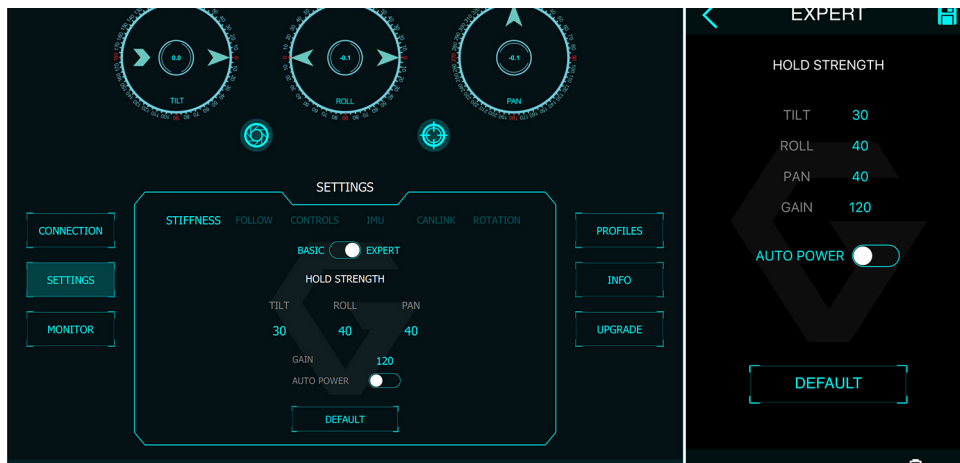 0.0
TILT
-0.1
ROLL
-0.1
PAN
SETTINGS
STIFFNESS FOLLOW CONTROLS IMU CANLINK ROTATION
BASIC EXPERT
HOLD STRENGTH
TILT ROLL PAN
30 40 40
GAIN 120
AUTO POWER
DEFAULT
CONNECTION
SETTINGS
MONITOR
PROFILES
INFO
UPGRADE
EXPERT
HOLD STRENGTH
TILT 30
ROLL 40
PAN 40
GAIN 120
AUTO POWER
DEFAULT